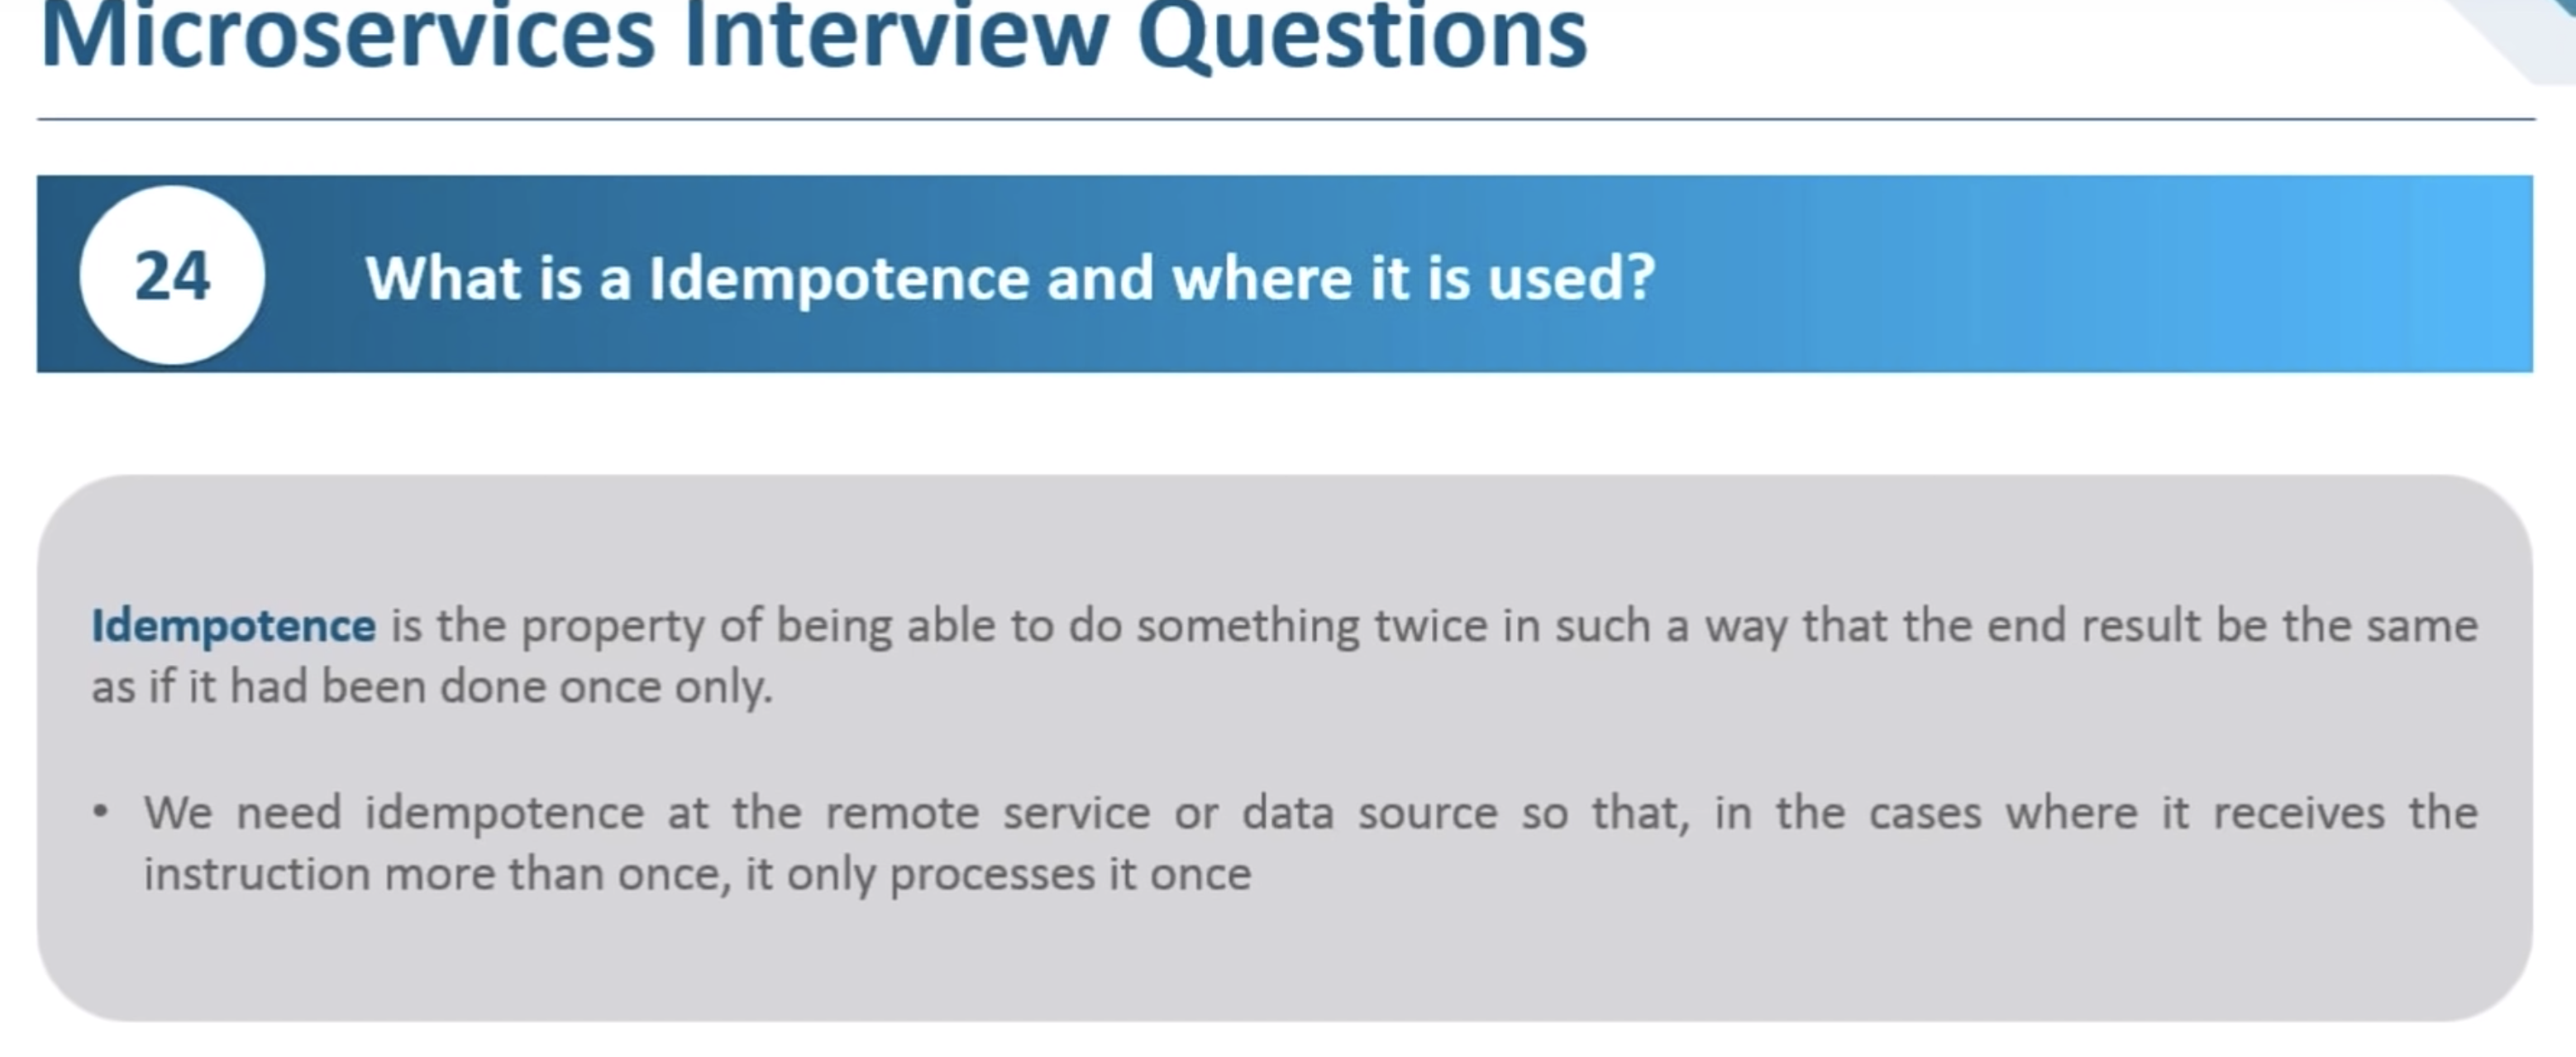 Microservices Interview Questions
24
What is a Idempotence and where it is used?
Idempotence is the property of being able to do something twice in such a way that the end result be the same
as if it had been done once only.
• We need idempotence at the remote service or data source so that, in the cases where it receives the
instruction more than once, it only processes it once